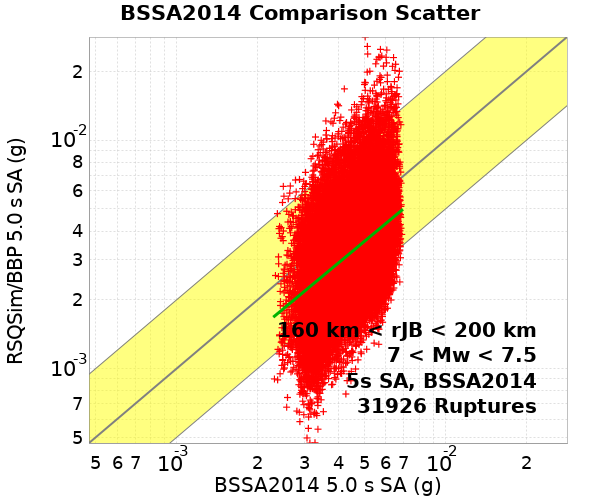 BSSA2014 Comparison Scatter
RSQSim/BBP 5.0 s SA (g)
2
10-2
8
6
4
3
2
10-3
8
7
5
160 km < rJB < 200 km
7 < Mw < 7.5
5s SA, BSSA2014
31926 Ruptures
5 6 7 10-3 2 3 4 5 6 7 10-2 2
BSSA2014 5.0 s SA (g)